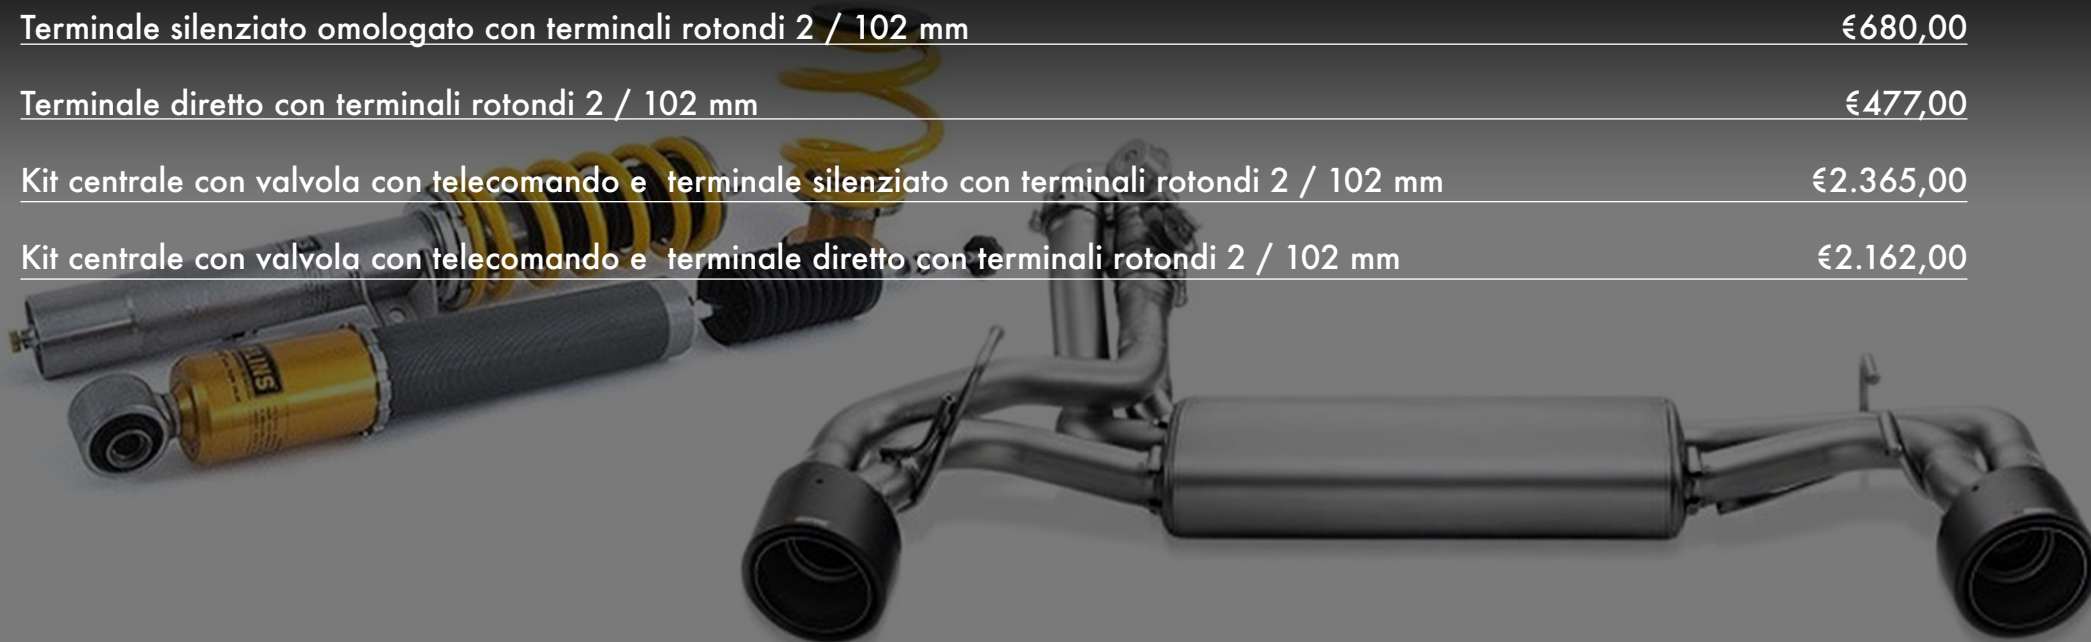 Terminale silenziato omologato con terminali rotondi 2 / 102 mm €680,00
Terminale diretto con terminali rotondi 2 / 102 mm €477,00
Kit centrale con valvola con telecomando e  terminale silenziato con terminali rotondi 2 / 102 mm €2.365,00
Kit centrale con valvola con telecomando e  terminale diretto con terminali rotondi 2 / 102 mm €2.162,00